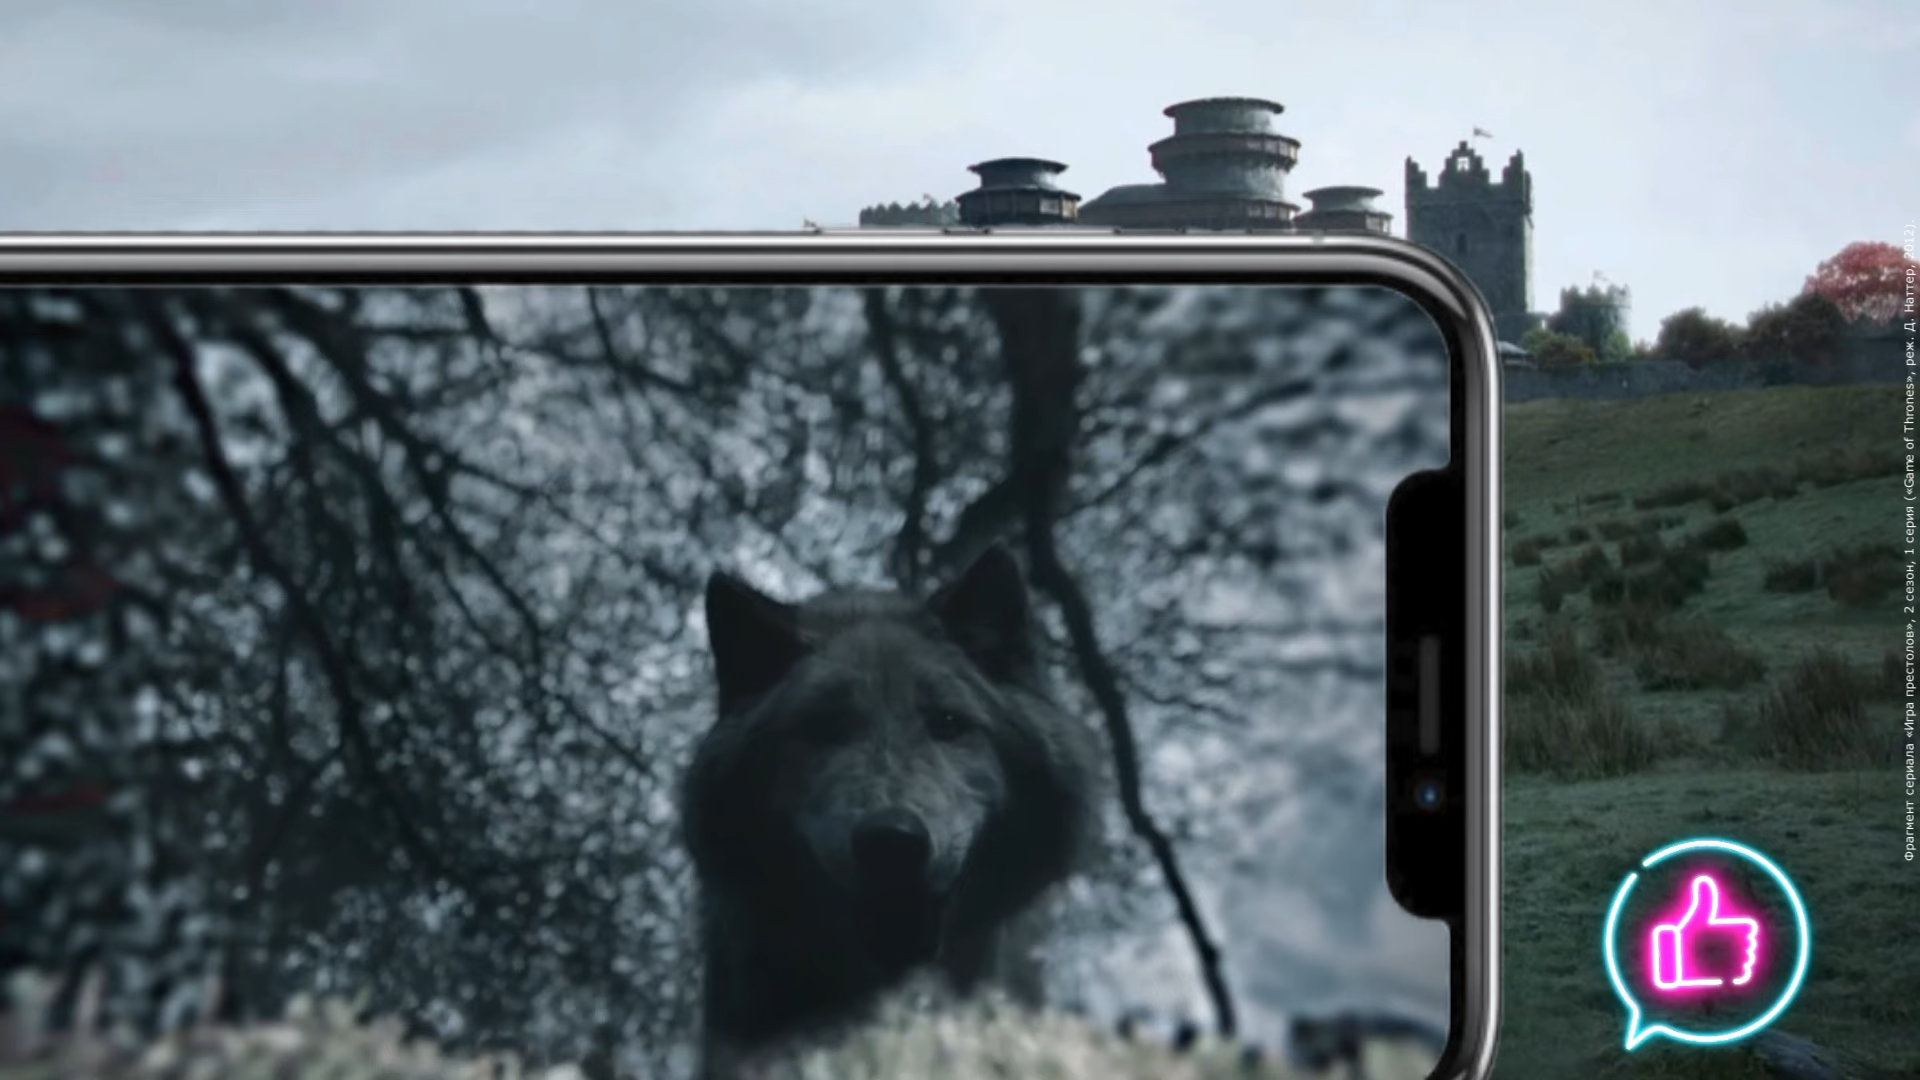 Фрагмент сериала «Игра престолов», 2 сезон, 1 серия («Game of Thrones», реж. Д. Наттер, 2012).